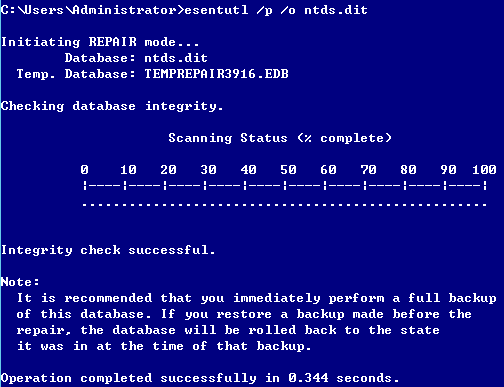 C:\Users\Administrator>esentutl /p /o ntds.dit
Initiating REPAIR mode...
Database: ntds.dit
Temp. Database: TEMPREPAIR3916.EDB
Checking database integrity.
Scanning Status (% complete)
0 10 20 30 40 50 60 70 80 90 100
|----|----|----|----|----|----|----|----|----|----|
...................................................
Integrity check successful.
Note:
It is recommended that you immediately perform a full backup
of this database. If you restore a backup made before the
repair, the database will be rolled back to the state
it was in at the time of that backup.
Operation completed successfully in 0.344 seconds.